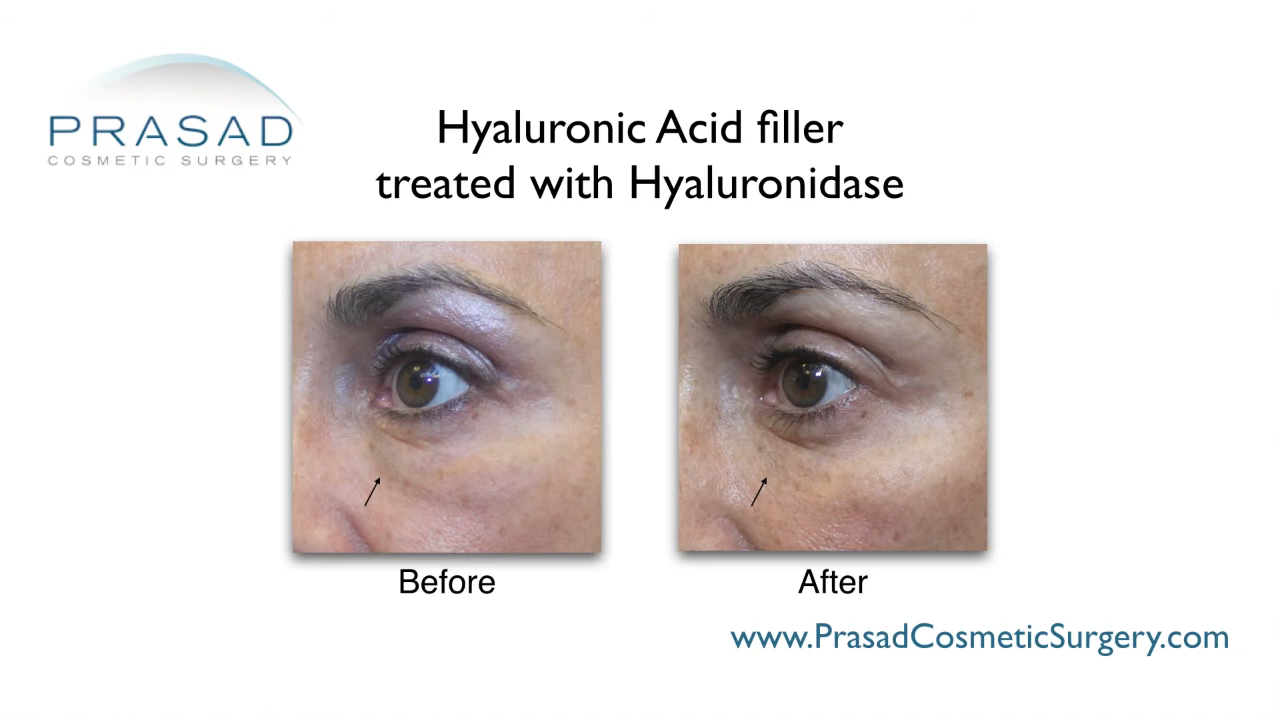 PRASAD
COSMETIC SURGERY
Hyaluronic Acid filler
treated with Hyaluronidase
Before
After
www.PrasadCosmeticSurgery.com